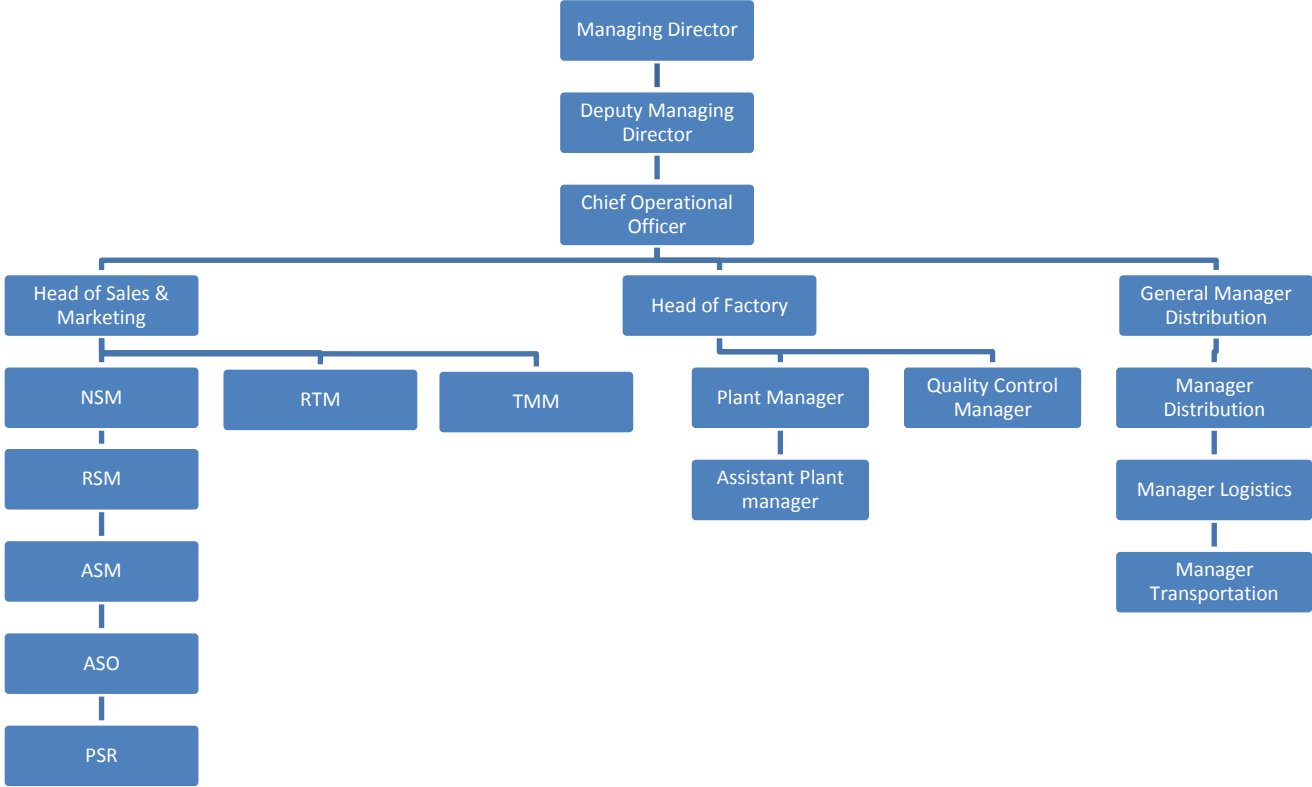 Managing Director
Deputy Managing
Director
Chief Operational
Officer
Head of Sales &
Marketing
Head of Factory
General Manager
Distribution
NSM
RTM
TMM
Plant Manager
Quality Control
Manager
Manager
Distribution
RSM
Assistant Plant
manager
Manager Logistics
ASM
Manager
Transportation
ASO
PSR